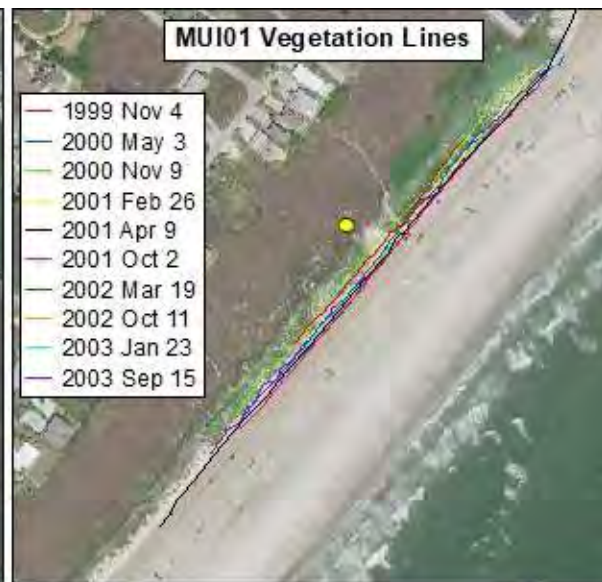 MUI01 Vegetation Lines
1999 Nov 4
2000 May 3
2000 Nov 9
2001 Feb 26
2001 Apr 9
2001 Oct 2
2002 Mar 19
2002 Oct 11
2003 Jan 23
2003 Sep 15